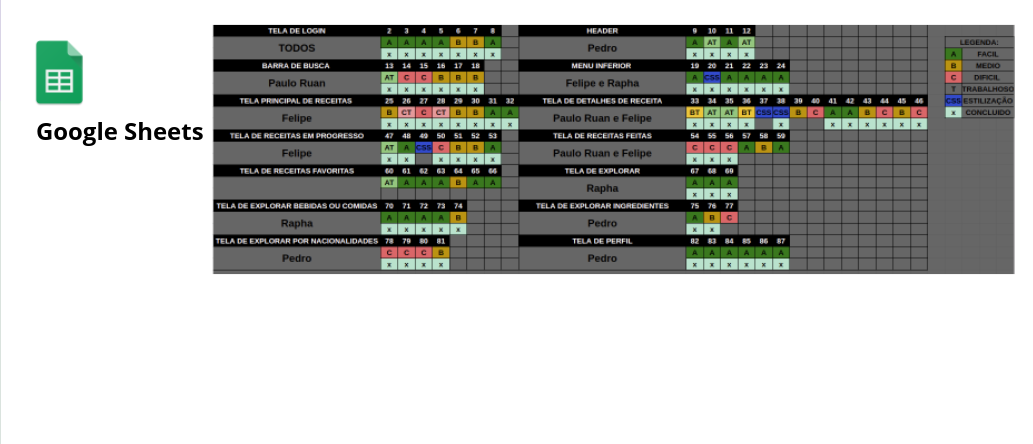 Google Sheets
TELA DE LOGIN 2 3 4 5 6 7 8
TODOS A A A A B B A
x x x x x x x
BARRA DE BUSCA 13 14 15 16 17 18
Paulo Ruan AT C C B B B
x x x x x x
TELA PRINCIPAL DE RECEITAS 25 26 27 28 29 30 31 32
Felipe B CT C CT B B A A
x x x x x x x x
TELA DE RECEITAS EM PROGRESSO 47 48 49 50 51 52 53
Felipe AT A CSS C B B A
x x x x x x
TELA DE RECEITAS FAVORITAS 60 61 62 63 64 65 66
AT A A A B A A
TELA DE EXPLORAR BEBIDAS OU COMIDAS 70 71 72 73 74
Rapha A A A A B
x x x x x
TELA DE EXPLORAR POR NACIONALIDADES 78 79 80 81
Pedro C C C B
x x x x
HEADER 9 10 11 12
Pedro A AT A AT
x x x x
MENU INFERIOR 19 20 21 22 23 24
Felipe e Rapha A CSS A A A A
x x x x x x
TELA DE DETALHES DE RECEITA 33 34 35 36 37 38 39 40 41 42 43 44 45 46
Paulo Ruan e Felipe BT AT AT BT CSS CSS B C A A B C B C
x x x x x x x x x x x
TELA DE RECEITAS FEITAS 54 55 56 57 58 59
Paulo Ruan e Felipe C C C A B A
x x x
TELA DE EXPLORAR 67 68 69
Rapha A A A
x x x
TELA DE EXPLORAR INGREDIENTES 75 76 77
Pedro A B C
x x
TELA DE PERFIL 82 83 84 85 86 87
Pedro A A A A A A
x x x x x x
LEGENDA:
A FACIL
B MEDIO
C DIFICIL
T TRABALHOSO
CSS ESTILIZAÇÃO
x CONCLUIDO